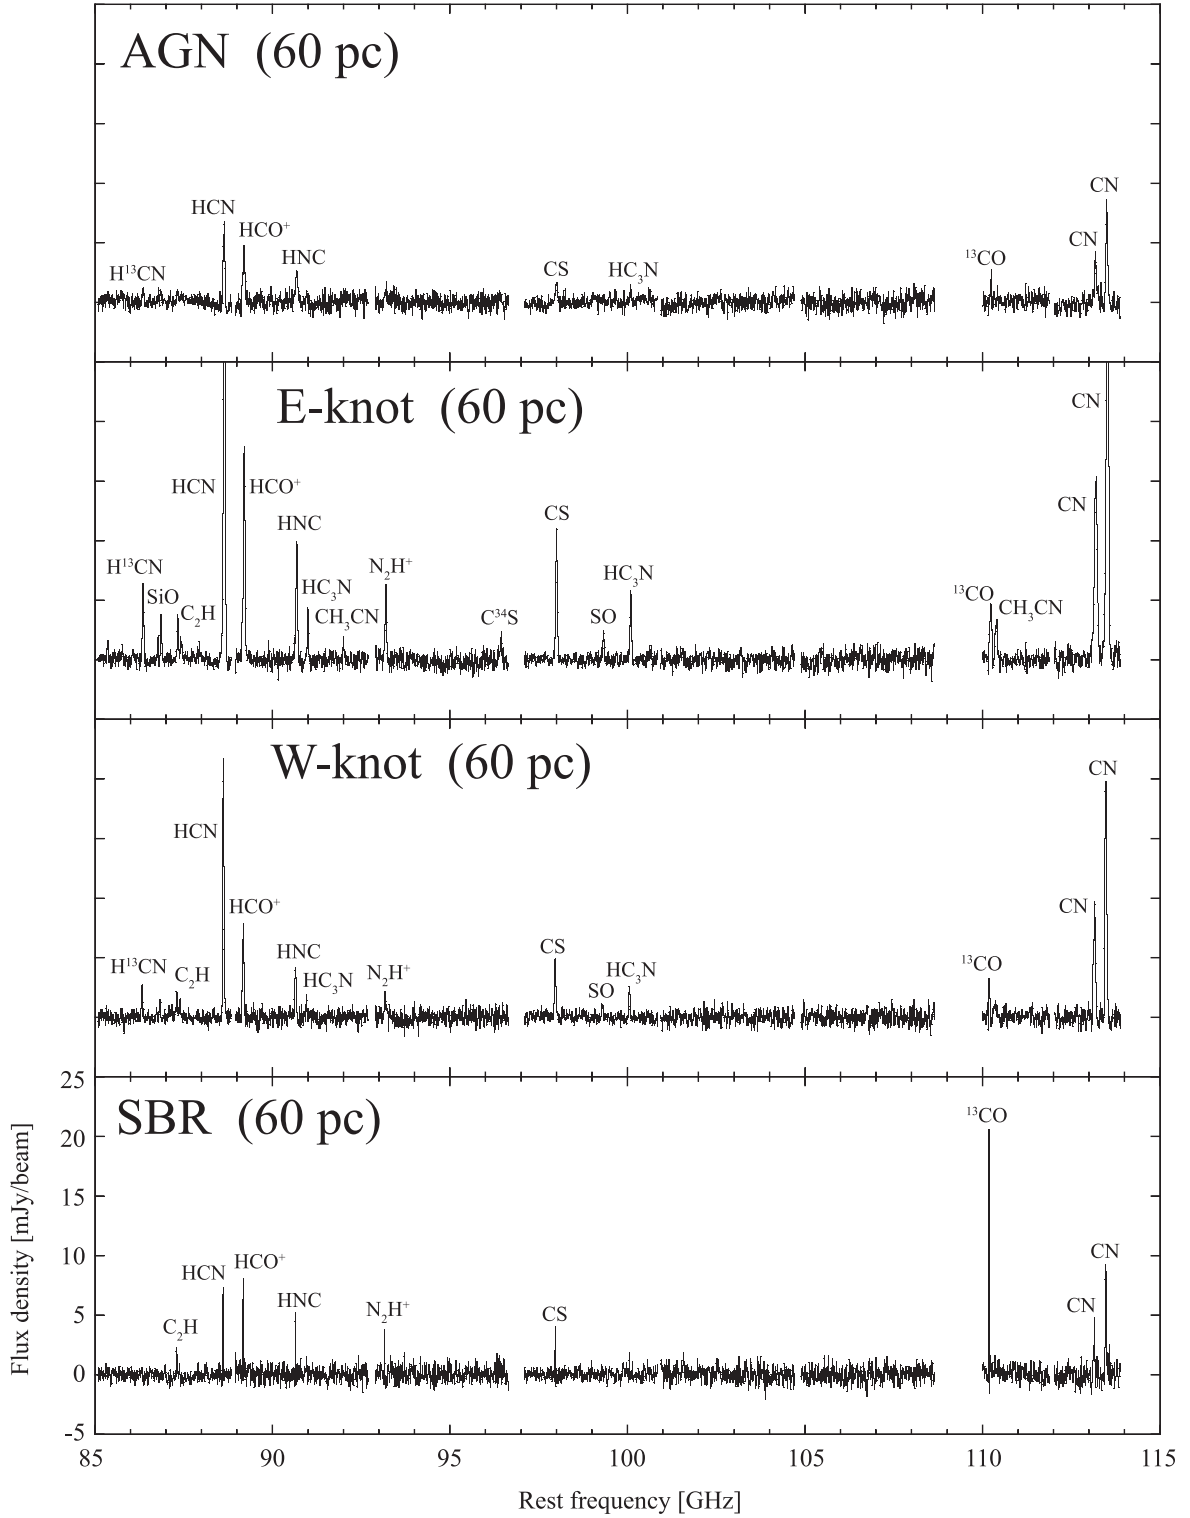 AGN (60 pc)
CN
HCN
HCO⁺
CN
HNC
¹³CO
H¹³CN
CS
HC₃N
E-knot (60 pc)
CN
HCN
HCO⁺
CN
CS
HNC
H¹³CN
N₂H⁺
HC₃N
HC₃N
SiO
C₂H
CH₃CN
C³⁴S
SO
¹³CO
CH₃CN
W-knot (60 pc)
CN
HCN
HCO⁺
CN
HNC
CS
H¹³CN
C₂H
HC₃N
N₂H⁺
SO
HC₃N
¹³CO
25
SBR (60 pc)
¹³CO
20
15
10
5
0
-5
HCN
HCO⁺
CN
HNC
N₂H⁺
CS
CN
C₂H
Flux density [mJy/beam]
85 90 95 100 105 110 115
Rest frequency [GHz]